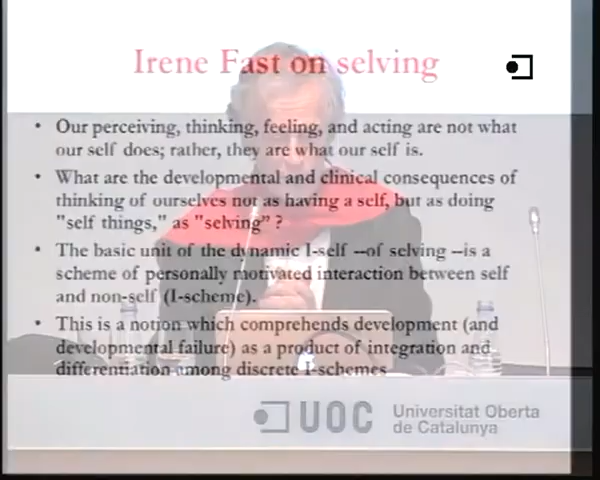 Irene Fast on selving
• Our perceiving, thinking, feeling, and acting are not what
our self does; rather, they are what our self is.
• What are the developmental and clinical consequences of
thinking of ourselves not as having a self, but as doing
"self things," as "selving" ?
• The basic unit of the dynamic I-self --of selving --is a
scheme of personally motivated interaction between self
and non-self (I-scheme).
• This is a notion which comprehends development (and
developmental failure) as a product of integration and
differentiation among discrete I-schemes
UOC Universitat Oberta
de Catalunya